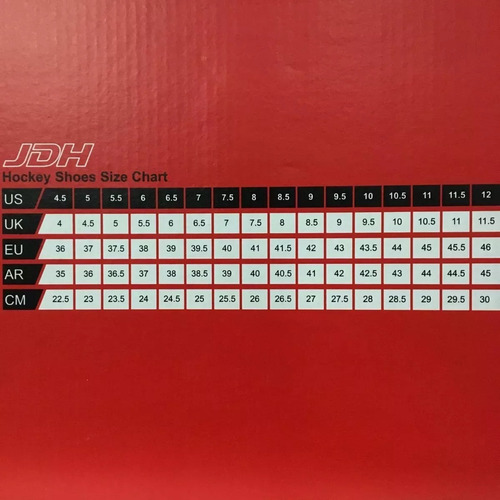 JDH
Hockey Shoes Size Chart
US 4.5 5 5.5 6 6.5 7 7.5 8 8.5 9 9.5 10 10.5 11 11.5 12
UK 4 4.5 5 5.5 6 6.5 7 7.5 8 8.5 9 9.5 10 10.5 11 11.5
EU 36 37 37.5 38 39 39.5 40 41 41.5 42 43 43.5 44 45 45.5 46
AR 35 36 36.5 37 38 38.5 39 40 40.5 41 42 42.5 43 44 44.5 45
CM 22.5 23 23.5 24 24.5 25 25.5 26 26.5 27 27.5 28 28.5 29 29.5 30